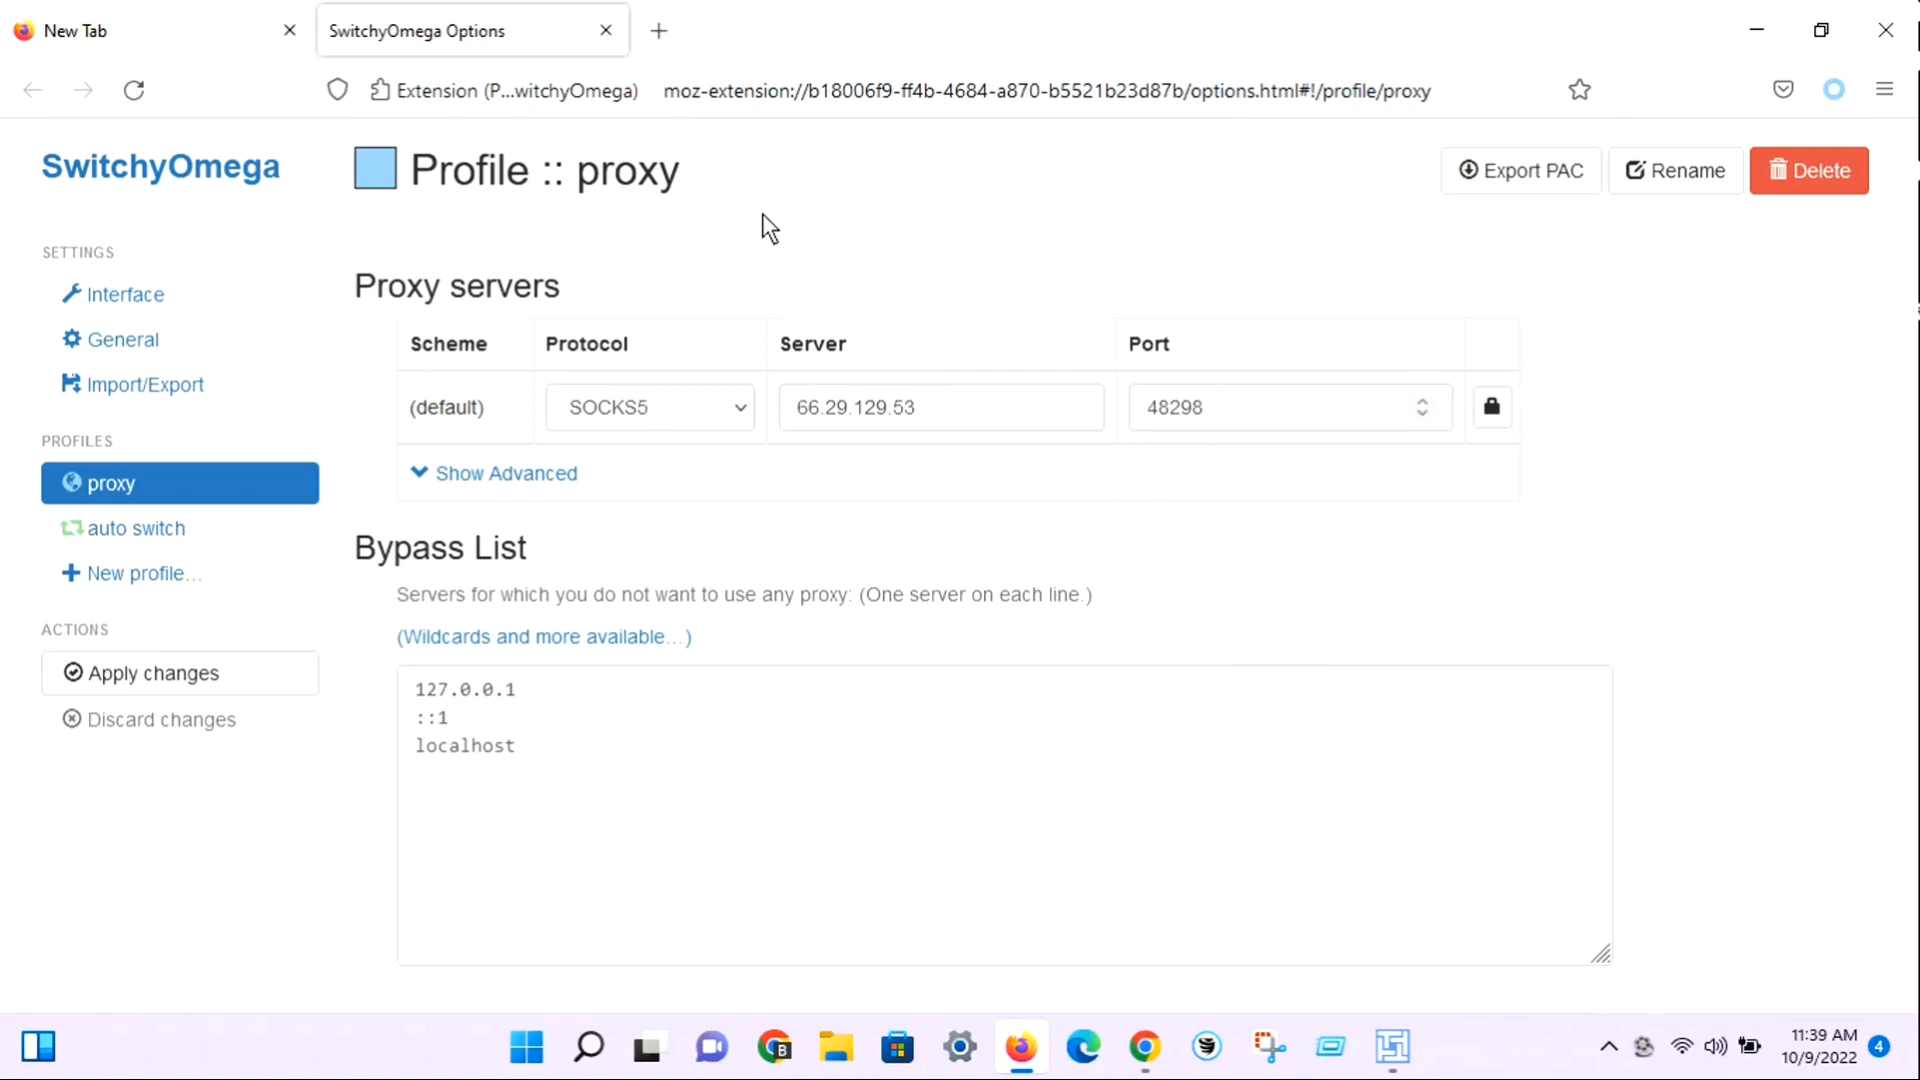 New Tab
SwitchyOmega Options
Extension (P...witchyOmega)
moz-extension://b18006f9-ff4b-4684-a870-b5521b23d87b/options.html#!/profile/proxy
SwitchyOmega
Profile :: proxy
Export PAC
Rename
Delete
SETTINGS
Interface
General
Import/Export
PROFILES
proxy
auto switch
New profile...
ACTIONS
Apply changes
Discard changes
Proxy servers
Scheme Protocol Server Port
(default) SOCKS5 66.29.129.53 48298
Show Advanced
Bypass List
Servers for which you do not want to use any proxy: (One server on each line.)
(Wildcards and more available...)
127.0.0.1
::1
localhost
B
11:39 AM
10/9/2022
4